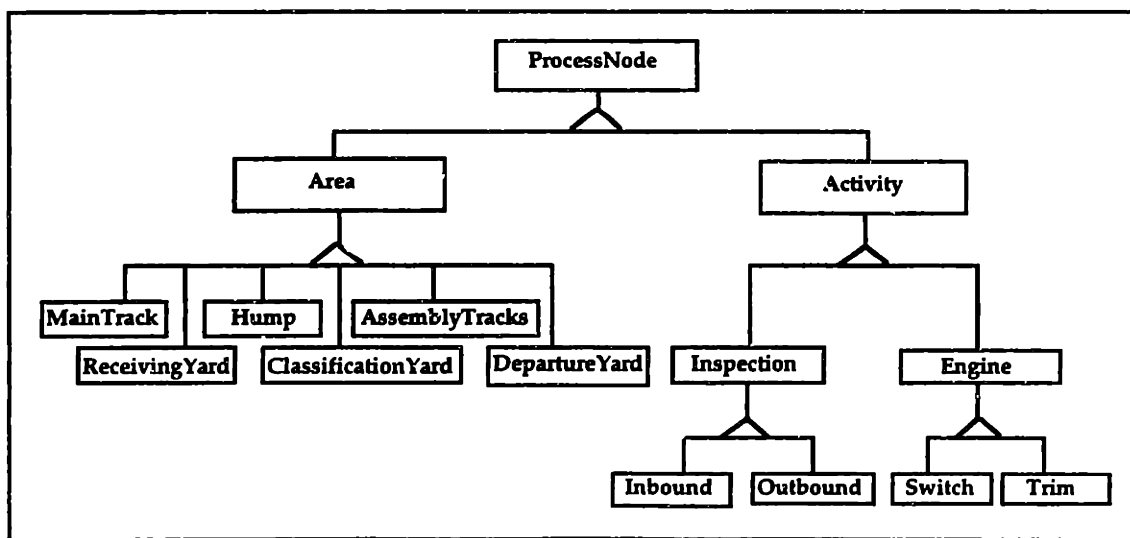 ProcessNode
Area
Activity
MainTrack
Hump
AssemblyTracks
ReceivingYard
ClassificationYard
DepartureYard
Inspection
Engine
Inbound
Outbound
Switch
Trim